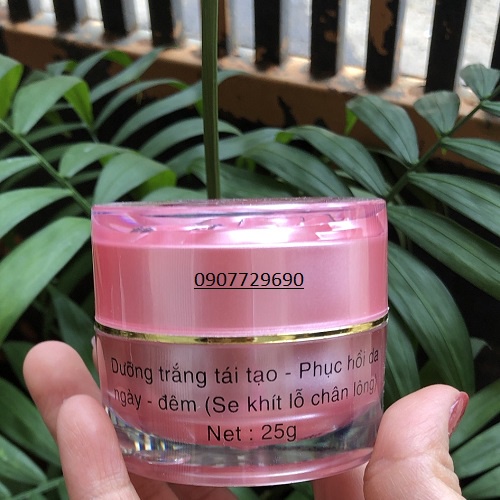 0907729690
Dưỡng trắng tái tạo - Phục hồi da
ngày - đêm (Se khít lỗ chân lông)
Net : 25g